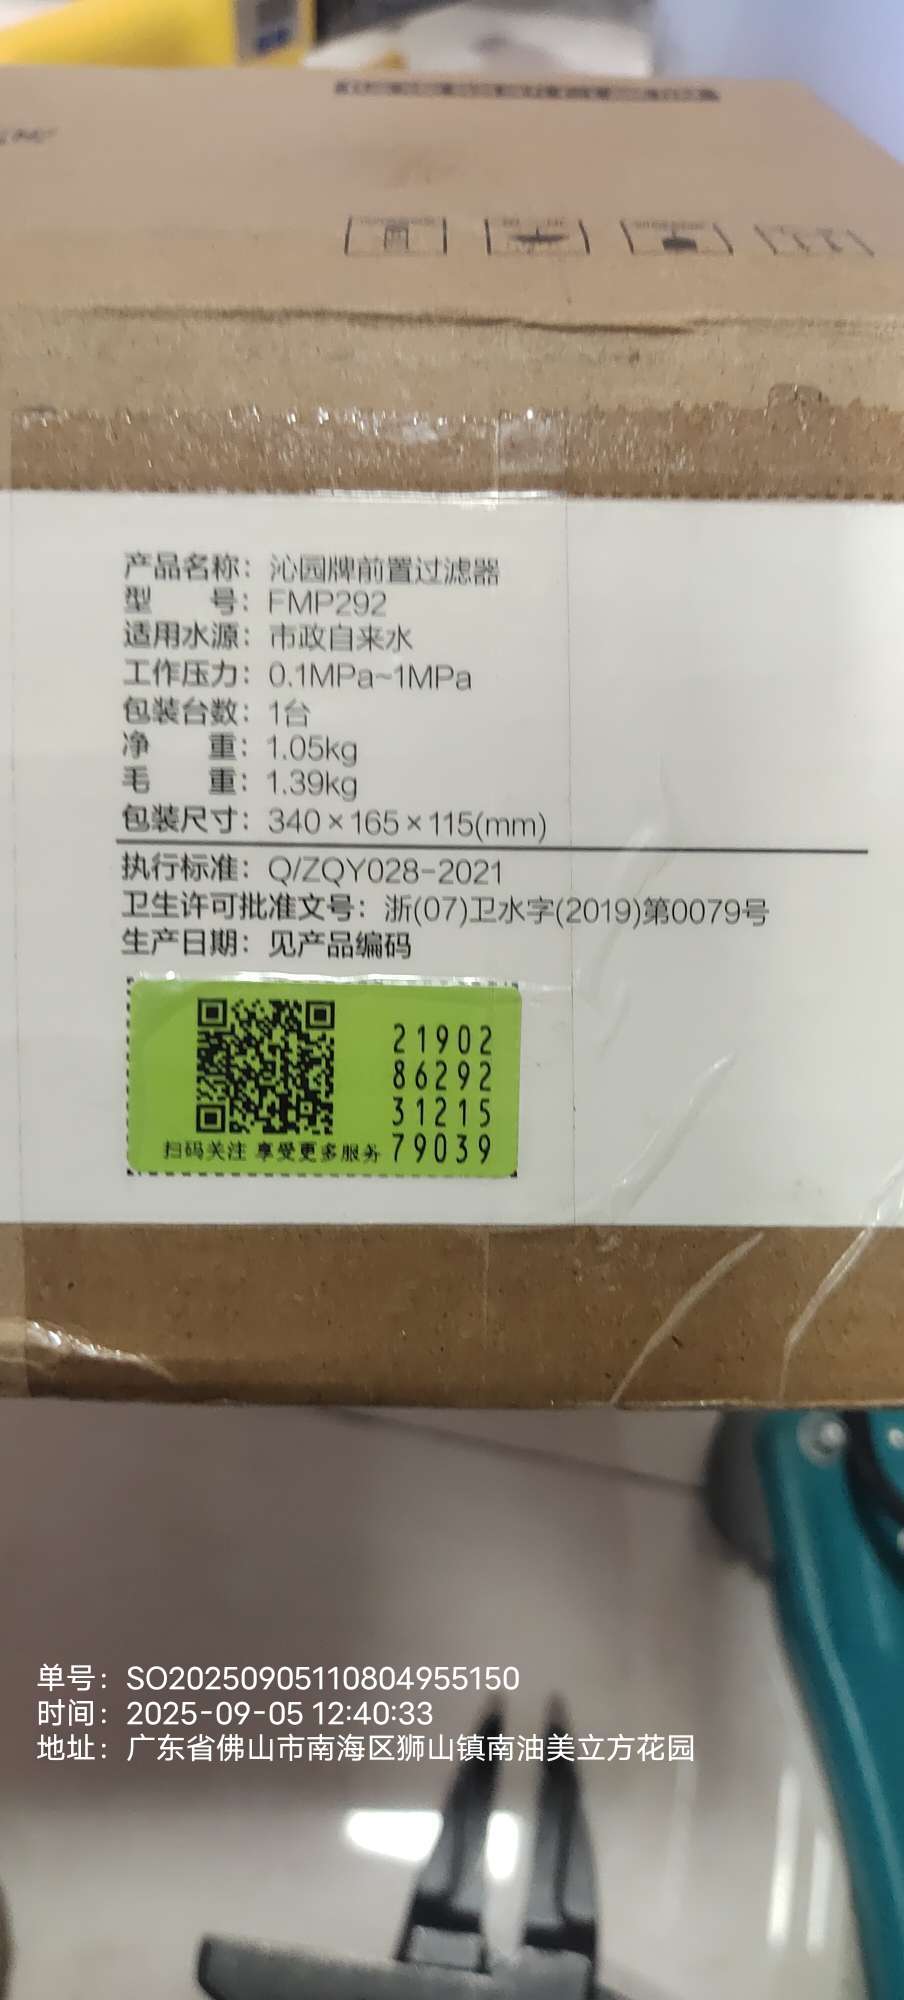 产品名称：沁园牌前置过滤器
型 号：FMP292
适用水源：市政自来水
工作压力：0.1MPa~1MPa
包装台数：1台
净 重：1.05kg
毛 重：1.39kg
包装尺寸：340×165×115(mm)
执行标准：Q/ZQY028-2021
卫生许可批准文号：浙(07)卫水字(2019)第0079号
生产日期：见产品编码
21902
86292
31215
79039
扫码关注 享受更多服务
单号：SO20250905110804955150
时间：2025-09-05 12:40:33
地址：广东省佛山市南海区狮山镇南油美立方花园